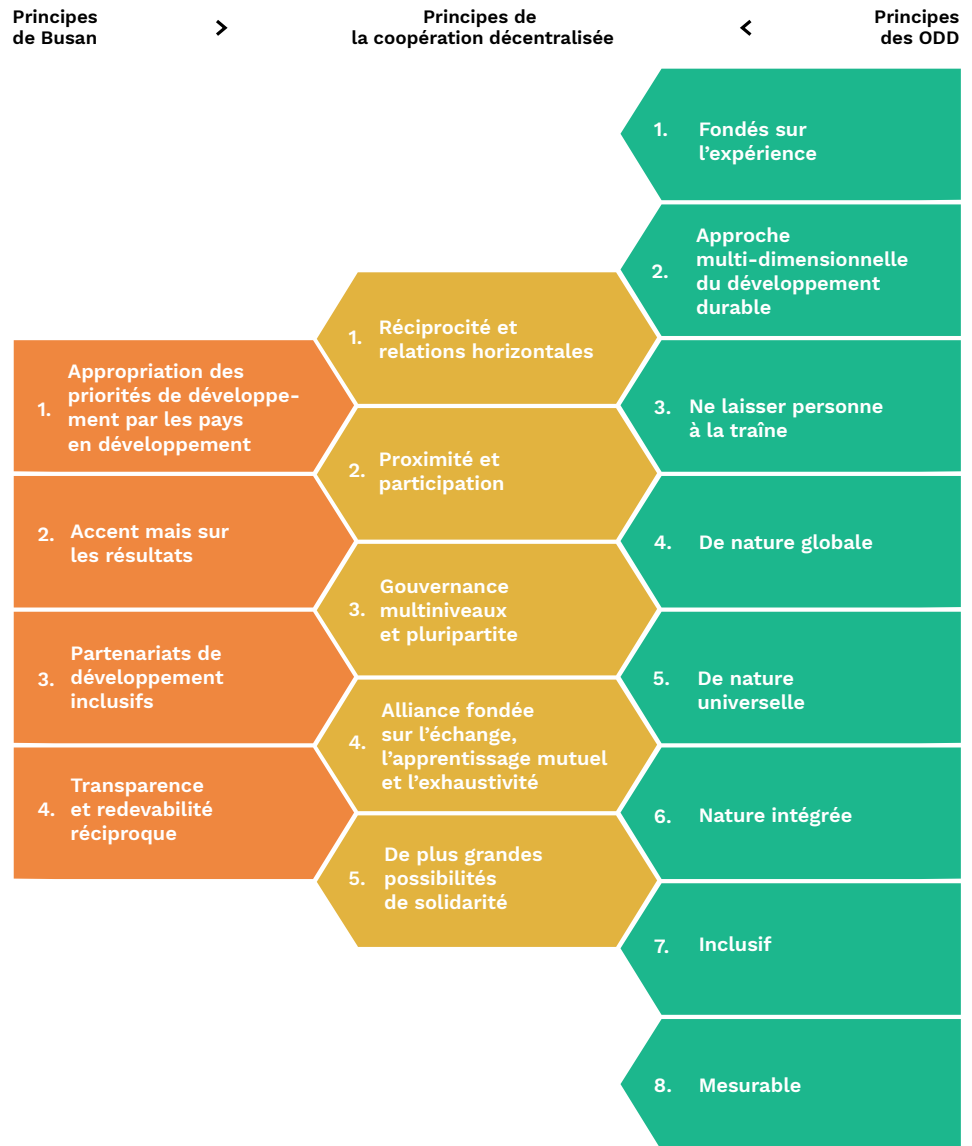 Principes
de Busan
>
Principes de
la coopération décentralisée
<
Principes
des ODD
1. Appropriation des
priorités de développe-
ment par les pays
en développement
2. Accent mais sur
les résultats
3. Partenariats de
développement
inclusifs
4. Transparence
et redevabilité
réciproque
1. Réciprocité et
relations horizontales
2. Proximité et
participation
3. Gouvernance
multiniveaux
et pluripartite
4. Alliance fondée
sur l’échange,
l’apprentissage mutuel
et l’exhaustivité
5. De plus grandes
possibilités
de solidarité
1. Fondés sur
l’expérience
2. Approche
multi-dimensionnelle
du développement
durable
3. Ne laisser personne
à la traîne
4. De nature globale
5. De nature
universelle
6. Nature intégrée
7. Inclusif
8. Mesurable